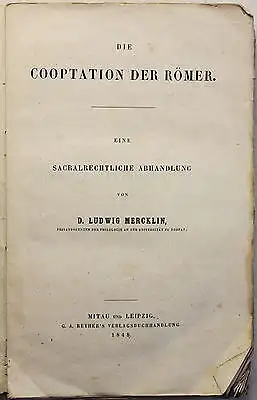 DIE
COOPTATION DER RÖMER.
EINE
SACRALRECHTLICHE ABHANDLUNG
VON
D. LUDWIG MERCKLIN,
PRIVATDOCENTEN DER PHILOLOGIE AN DER UNIVERSITÄT ZU DORPAT.
MITAU UND LEIPZIG,
G. A. REYHER'S VERLAGSBUCHHANDLUNG
1848